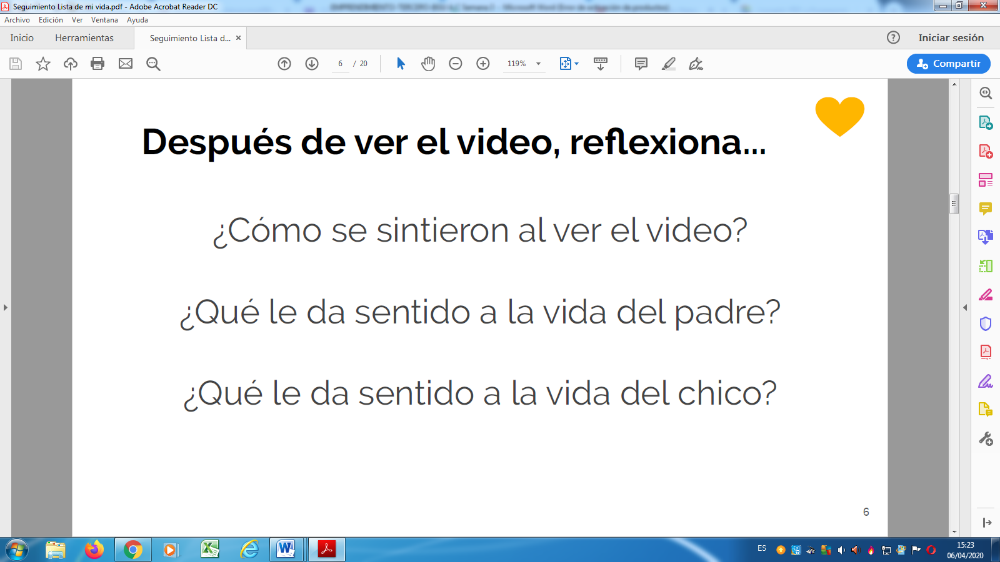 Seguimiento Lista de mi vida.pdf - Adobe Acrobat Reader DC
Archivo Edición Ver Ventana Ayuda
Inicio Herramientas Seguimiento Lista d... Iniciar sesión
6 / 20 119% Compartir
Después de ver el video, reflexiona...
¿Cómo se sintieron al ver el video?
¿Qué le da sentido a la vida del padre?
¿Qué le da sentido a la vida del chico?
6
ES 15:23
06/04/2020